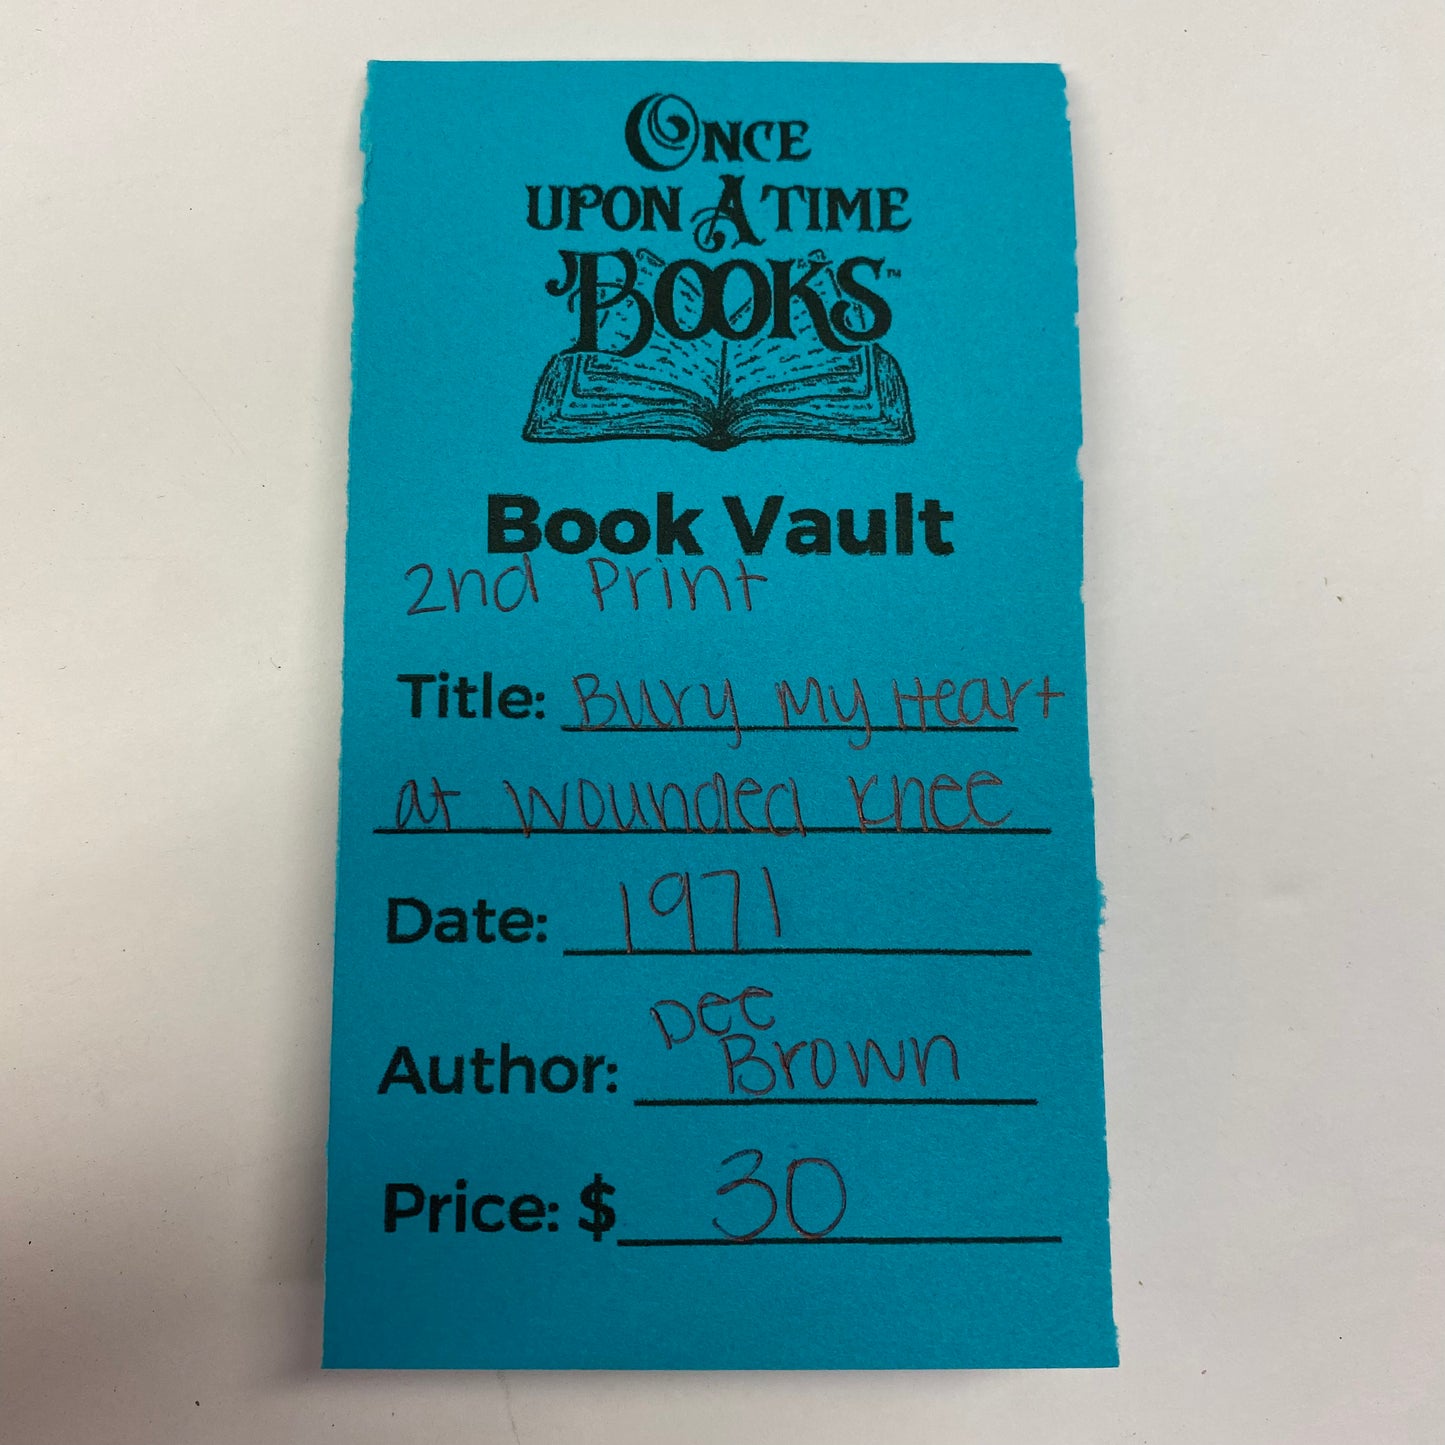 ONCE
UPON A TIME
BOOKS™
Book Vault
2nd Print
Title: Bury My Heart
at Wounded Knee
Date: 1971
Author: Dee Brown
Price: $ 30